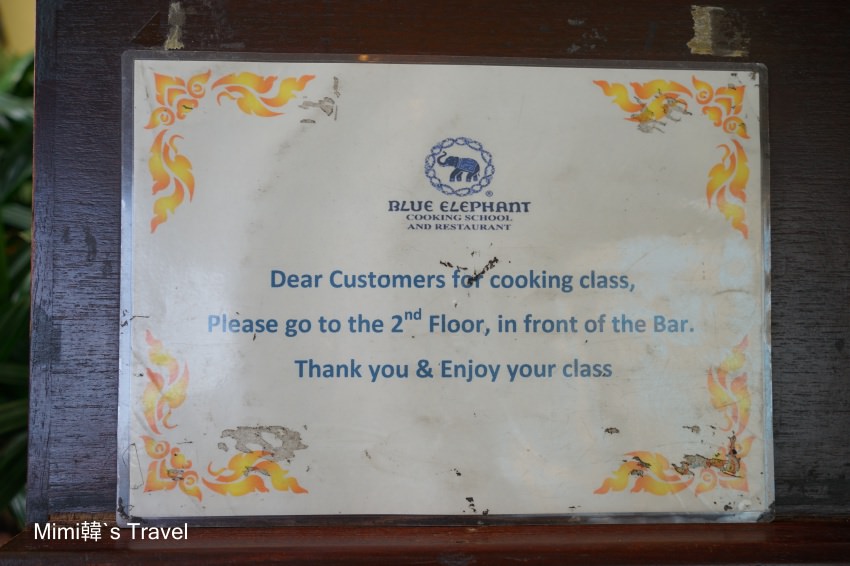 ®
BLUE ELEPHANT
COOKING SCHOOL
AND RESTAURANT
Dear Customers for cooking class,
Please go to the 2nd Floor, in front of the Bar.
Thank you & Enjoy your class
Mimi韓`s Travel